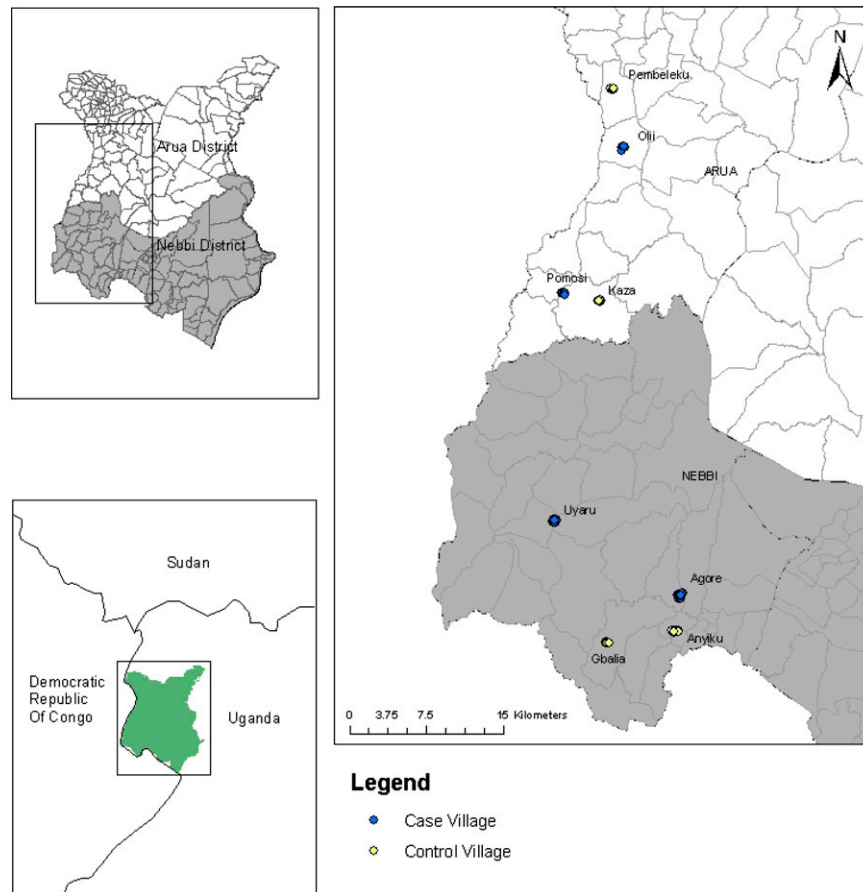 Arua District
Nebbi District
Sudan
Democratic
Republic
Of Congo
Uganda
N
Pembeleku
Olii
ARUA
Pomosi
Kaza
NEBBI
Uyaru
Agore
Anyiku
Gbalia
0 3.75 7.5 15 Kilometers
Legend
Case Village
Control Village